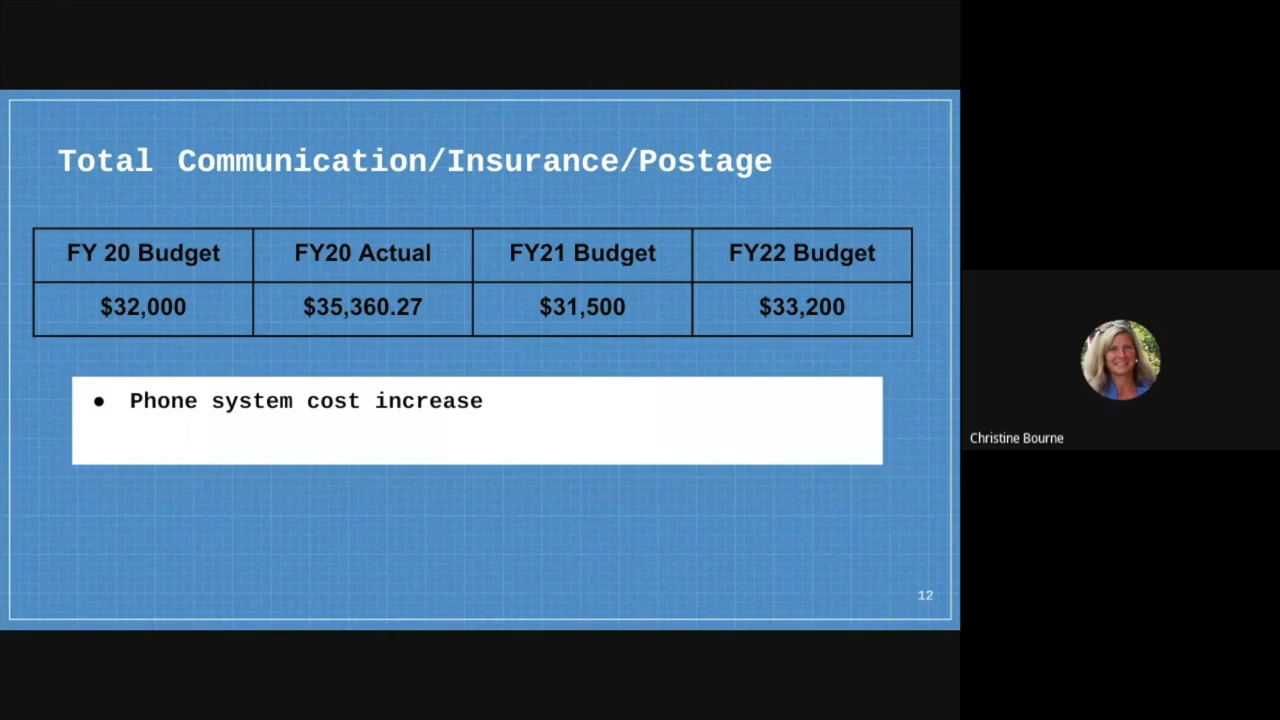 Total Communication/Insurance/Postage
FY 20 Budget FY20 Actual FY21 Budget FY22 Budget
$32,000 $35,360.27 $31,500 $33,200
● Phone system cost increase
12
Christine Bourne